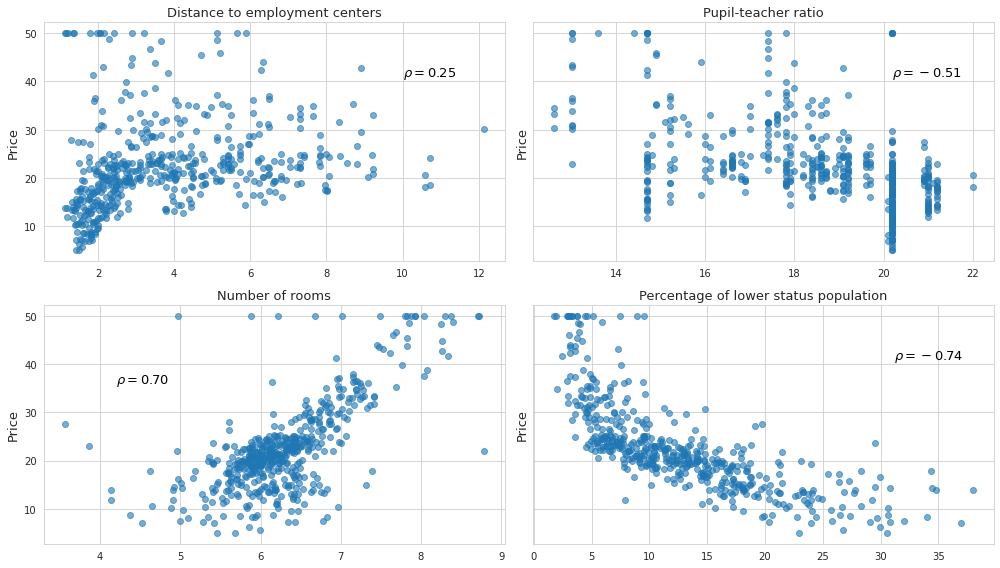 Distance to employment centers
Pupil-teacher ratio
50
40
30
20
10
Price
ρ = 0.25
2
4
6
8
10
12
Price
ρ = −0.51
14
16
18
20
22
Number of rooms
Percentage of lower status population
50
40
30
20
10
Price
ρ = 0.70
4
5
6
7
8
9
Price
ρ = −0.74
0
5
10
15
20
25
30
35